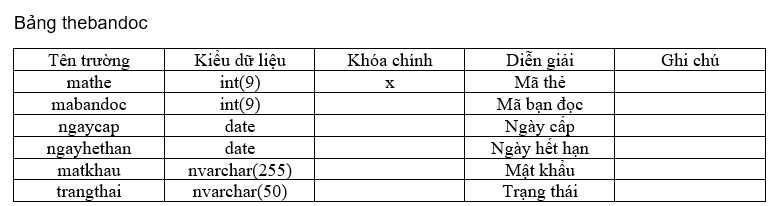 Bảng thebandoc
Tên trường Kiểu dữ liệu Khóa chính Diễn giải Ghi chú
mathe int(9) x Mã thẻ
mabandoc int(9) Mã bạn đọc
ngaycap date Ngày cấp
ngayhethan date Ngày hết hạn
matkhau nvarchar(255) Mật khẩu
trangthai nvarchar(50) Trạng thái